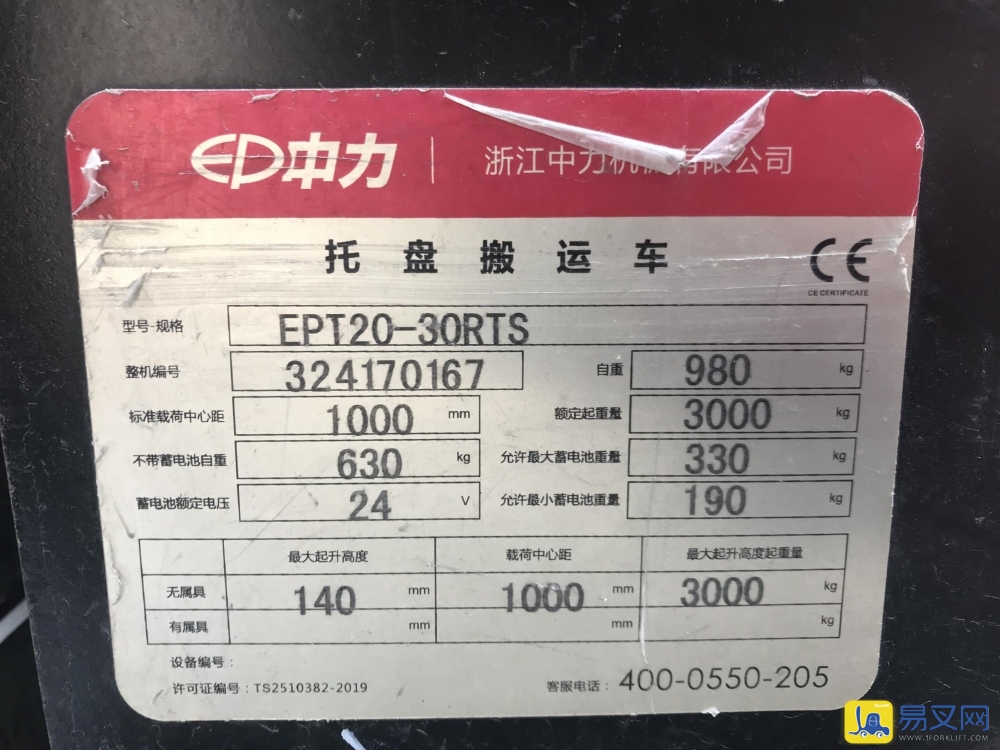 EP中力 | 浙江中力机械有限公司
托盘搬运车
CE
CE CERTIFICATE
型号·规格 EPT20-30RTS
整机编号 324170167 自重 980 kg
标准载荷中心距 1000 mm 额定起重量 3000 kg
不带蓄电池自重 630 kg 允许最大蓄电池重量 330 kg
蓄电池额定电压 24 V 允许最小蓄电池重量 190 kg
最大起升高度 载荷中心距 最大起升高度起重量
无属具 140 mm 1000 mm 3000 kg
有属具 mm mm kg
设备编号：
许可证编号：TS2510382-2019 客服电话：400-0550-205
易叉网
WWW.1FORKLIFT.COM